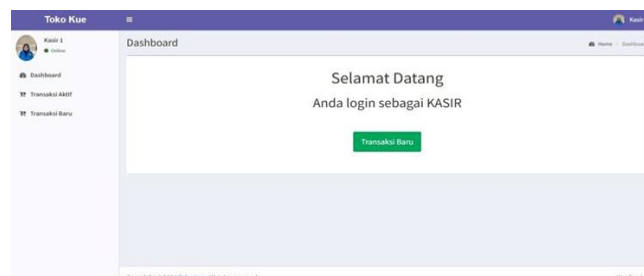 Toko Kue
Kasir
Kasir 1
Online
Dashboard
Home
Dashboard
Transaksi Aktif
Transaksi Baru
Selamat Datang
Anda login sebagai KASIR
Transaksi Baru